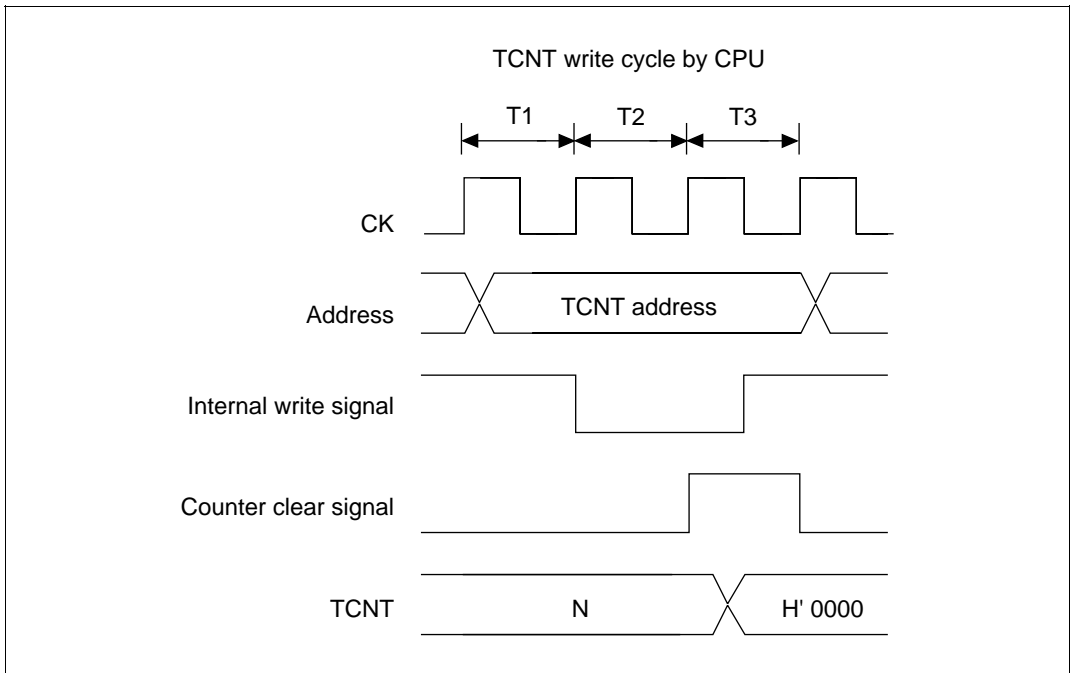 TCNT write cycle by CPU
T1 T2 T3
CK
Address TCNT address
Internal write signal
Counter clear signal
TCNT N H' 0000